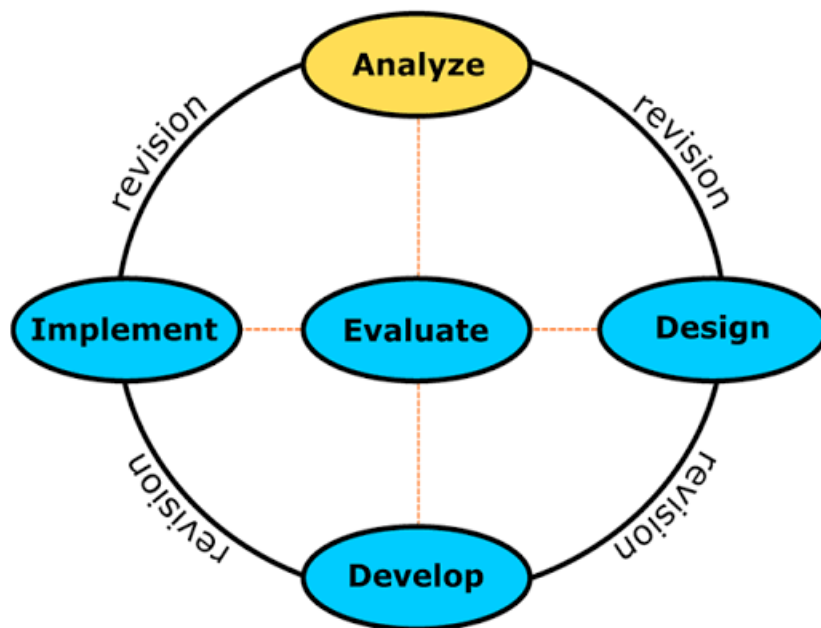 Analyze
revision
revision
Implement
Evaluate
Design
revision
revision
Develop